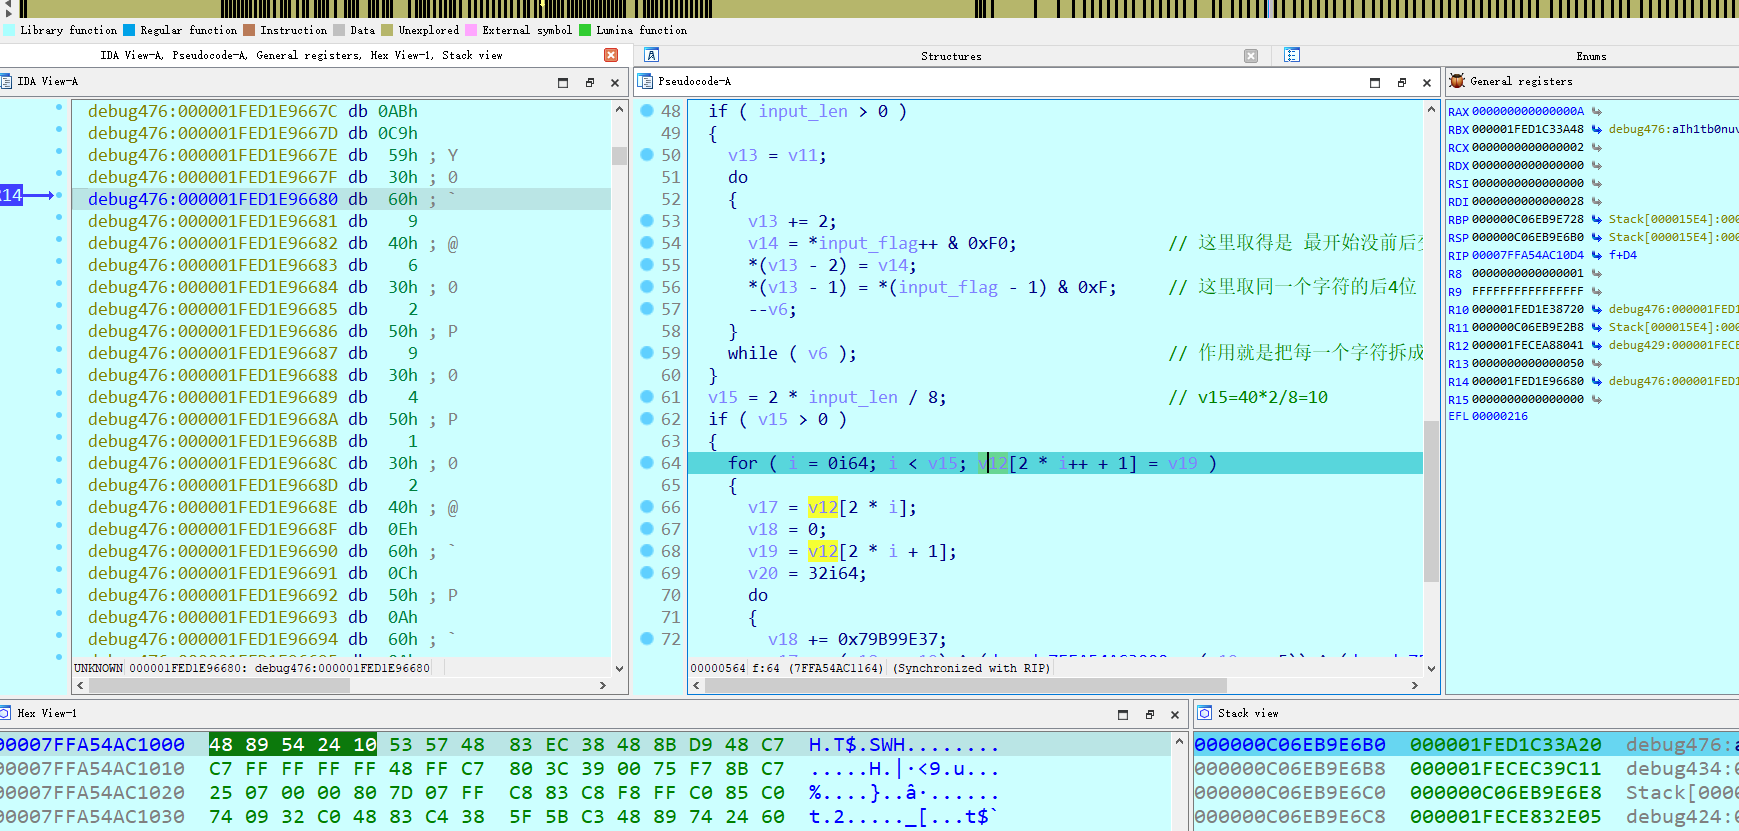 Library function Regular function Instruction Data Unexplored External symbol Lumina function
IDA View-A, Pseudocode-A, General registers, Hex View-1, Stack view
Structures
Enums
IDA View-A
debug476:000001FED1E9667C db 0ABh
debug476:000001FED1E9667D db 0C9h
debug476:000001FED1E9667E db 59h ; Y
debug476:000001FED1E9667F db 30h ; 0
debug476:000001FED1E96680 db 60h ; `
debug476:000001FED1E96681 db 9
debug476:000001FED1E96682 db 40h ; @
debug476:000001FED1E96683 db 6
debug476:000001FED1E96684 db 30h ; 0
debug476:000001FED1E96685 db 2
debug476:000001FED1E96686 db 50h ; P
debug476:000001FED1E96687 db 9
debug476:000001FED1E96688 db 30h ; 0
debug476:000001FED1E96689 db 4
debug476:000001FED1E9668A db 50h ; P
debug476:000001FED1E9668B db 1
debug476:000001FED1E9668C db 30h ; 0
debug476:000001FED1E9668D db 2
debug476:000001FED1E9668E db 40h ; @
debug476:000001FED1E9668F db 0Eh
debug476:000001FED1E96690 db 60h ; `
debug476:000001FED1E96691 db 0Ch
debug476:000001FED1E96692 db 50h ; P
debug476:000001FED1E96693 db 0Ah
debug476:000001FED1E96694 db 60h ; `
UNKNOWN 000001FED1E96680: debug476:000001FED1E96680
Pseudocode-A
48 if ( input_len > 0 )
49 {
50 v13 = v11;
51 do
52 {
53 v13 += 2;
54 v14 = *input_flag++ & 0xF0; // 这里取得是 最开始没前后
55 *(v13 - 2) = v14;
56 *(v13 - 1) = *(input_flag - 1) & 0xF; // 这里取同一个字符的后4位
57 --v6;
58 }
59 while ( v6 ); // 作用就是把每一个字符拆成
60 }
61 v15 = 2 * input_len / 8; // v15=40*2/8=10
62 if ( v15 > 0 )
63 {
64 for ( i = 0i64; i < v15; v12[2 * i++ + 1] = v19 )
65 {
66 v17 = v12[2 * i];
67 v18 = 0;
68 v19 = v12[2 * i + 1];
69 v20 = 32i64;
70 do
71 {
72 v18 += 0x79B99E37;
00000564 f:64 (7FFA54AC1164) (Synchronized with RIP)
General registers
RAX 000000000000000A
RBX 000001FED1C33A48 debug476:aIh1tb0nuv
RCX 0000000000000002
RDX 0000000000000000
RSI 0000000000000000
RDI 0000000000000028
RBP 000000C06EB9E728 Stack[000015E4]:000
RSP 000000C06EB9E6B0 Stack[000015E4]:000
RIP 00007FFA54AC10D4 f+D4
R8 0000000000000001
R9 FFFFFFFFFFFFFFFF
R10 000001FED1E38720 debug476:000001FED1
R11 000000C06EB9E2B8 Stack[000015E4]:000
R12 000001FECEA88041 debug429:000001FECE
R13 0000000000000050
R14 000001FED1E96680 debug476:000001FED1
R15 0000000000000000
EFL 00000216
Hex View-1
00007FFA54AC1000 48 89 54 24 10 53 57 48 83 EC 38 48 8B D9 48 C7 H.T$.SWH........
00007FFA54AC1010 C7 FF FF FF FF 48 FF C7 80 3C 39 00 75 F7 8B C7 .....H.|·<9.u...
00007FFA54AC1020 25 07 00 00 80 7D 07 FF C8 83 C8 F8 FF C0 85 C0 %....}..â·......
00007FFA54AC1030 74 09 32 C0 48 83 C4 38 5F 5B C3 48 89 74 24 60 t.2....._[...t$`
Stack view
000000C06EB9E6B0 000001FED1C33A20 debug476:a
000000C06EB9E6B8 000001FECEC39C11 debug434:0
000000C06EB9E6C0 000000C06EB9E6E8 Stack[0000
000000C06EB9E6C8 000001FECE832E05 debug424:0